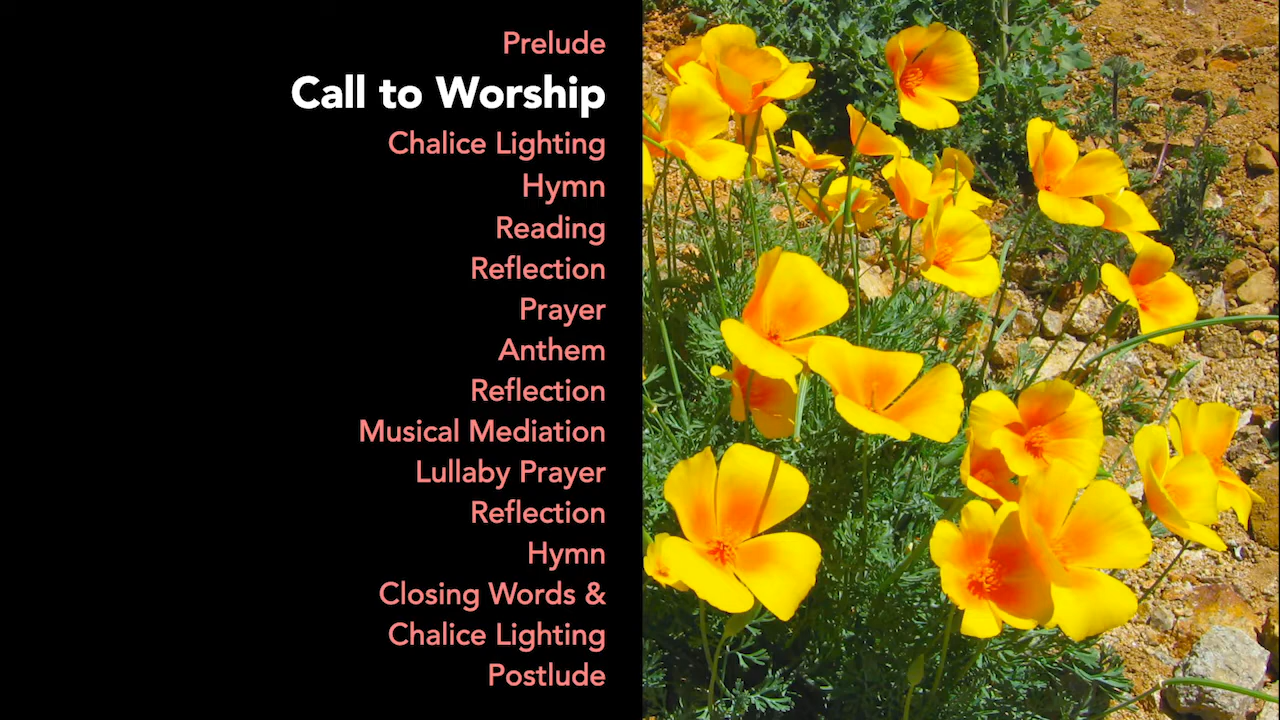 Prelude
Call to Worship
Chalice Lighting
Hymn
Reading
Reflection
Prayer
Anthem
Reflection
Musical Mediation
Lullaby Prayer
Reflection
Hymn
Closing Words &
Chalice Lighting
Postlude